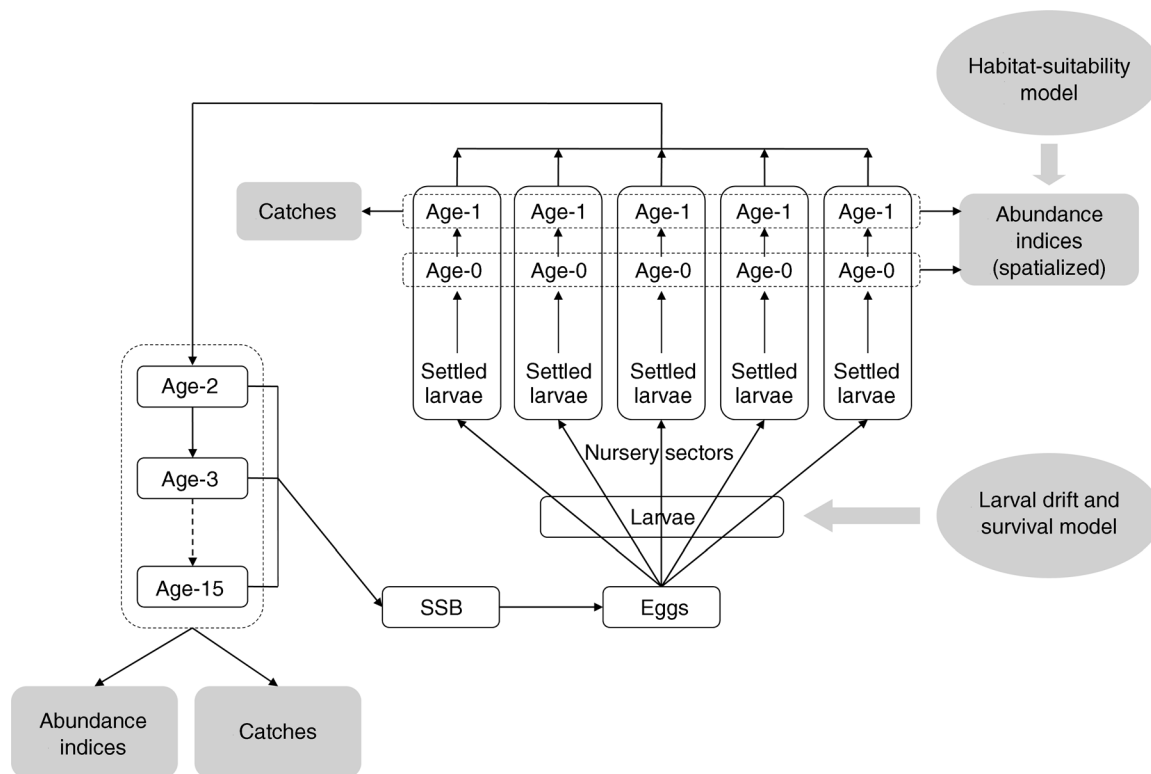 Habitat-suitability
model
Catches
Age-1 Age-1 Age-1 Age-1 Age-1
Abundance
indices
(spatialized)
Age-0 Age-0 Age-0 Age-0 Age-0
Settled
larvae
Settled
larvae
Settled
larvae
Settled
larvae
Settled
larvae
Age-2
Age-3
Age-15
Nursery sectors
Larvae
Larval drift and
survival model
SSB
Eggs
Abundance
indices
Catches